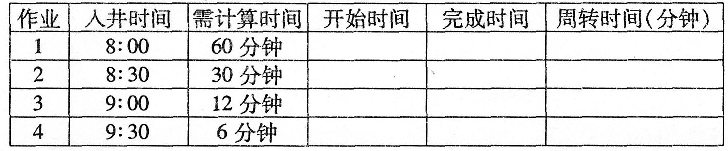 作业 入井时间 需计算时间 开始时间 完成时间 周转时间(分钟)
1 8:00 60分钟
2 8:30 30分钟
3 9:00 12分钟
4 9:30 6分钟